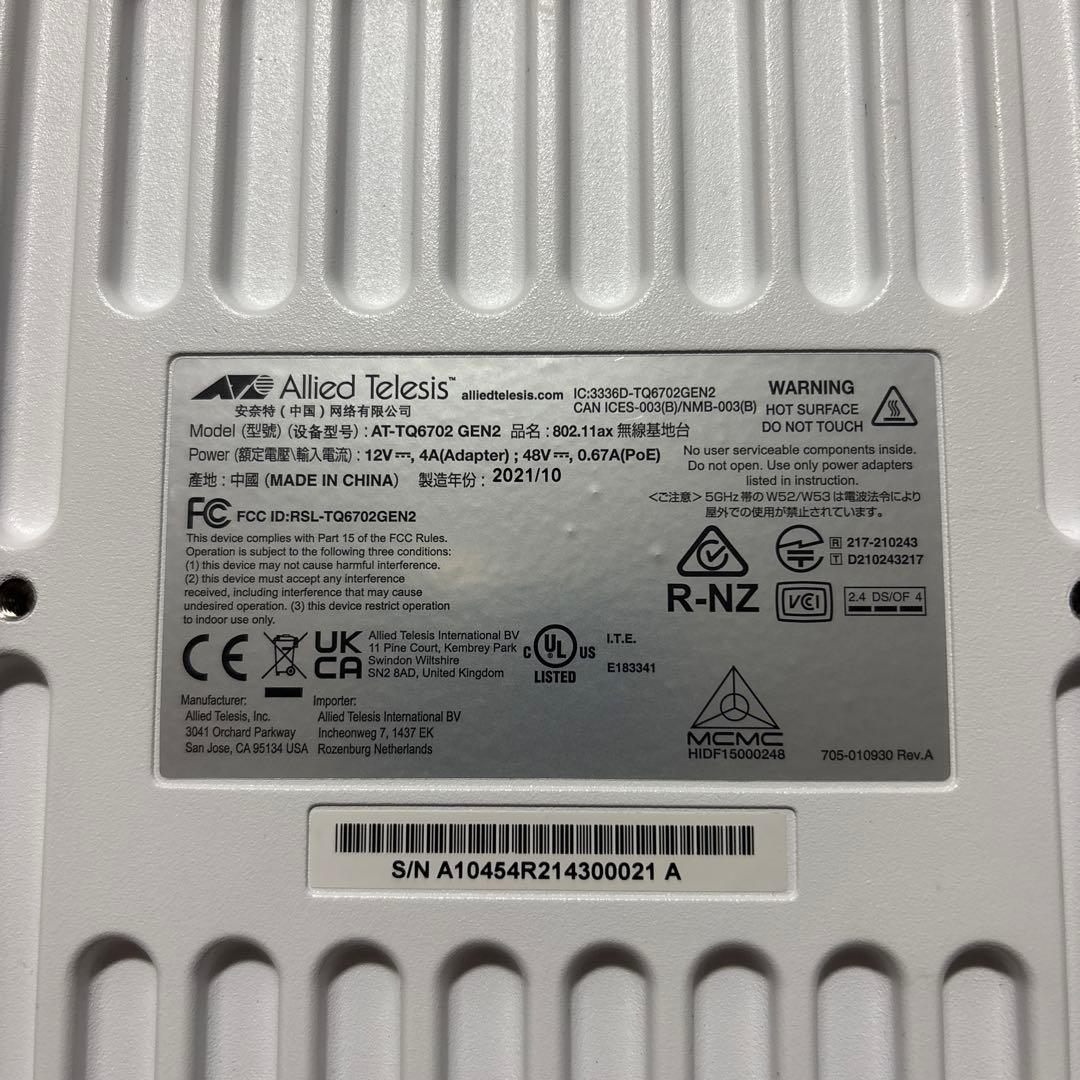 Allied Telesis™ alliedtelesis.com
安奈特（中国）网络有限公司
IC:3336D-TQ6702GEN2
CAN ICES-003(B)/NMB-003(B)
WARNING
HOT SURFACE
DO NOT TOUCH
Model (型號) (设备型号) : AT-TQ6702 GEN2 品名 : 802.11ax 無線基地台
Power (額定電壓\輸入電流) : 12V⎓, 4A(Adapter) ; 48V⎓, 0.67A(PoE)
產地 : 中國 (MADE IN CHINA) 製造年份 : 2021/10
No user serviceable components inside.
Do not open. Use only power adapters
listed in instruction.
＜ご注意＞5GHz 帯の W52/W53 は電波法令により
屋外での使用が禁止されています。
FC FCC ID:RSL-TQ6702GEN2
This device complies with Part 15 of the FCC Rules.
Operation is subject to the following three conditions:
(1) this device may not cause harmful interference.
(2) this device must accept any interference
received, including interference that may cause
undesired operation. (3) this device restrict operation
to indoor use only.
R-NZ
R 217-210243
T D210243217
VCI
2.4 DS/OF 4
CE
UK
CA
Allied Telesis International BV
11 Pine Court, Kembrey Park
Swindon Wiltshire
SN2 8AD, United Kingdom
C UL US
LISTED
I.T.E.
E183341
Manufacturer:
Allied Telesis, Inc.
3041 Orchard Parkway
San Jose, CA 95134 USA
Importer:
Allied Telesis International BV
Incheonweg 7, 1437 EK
Rozenburg Netherlands
MCMC
HIDF15000248
705-010930 Rev.A
S/N A10454R214300021 A